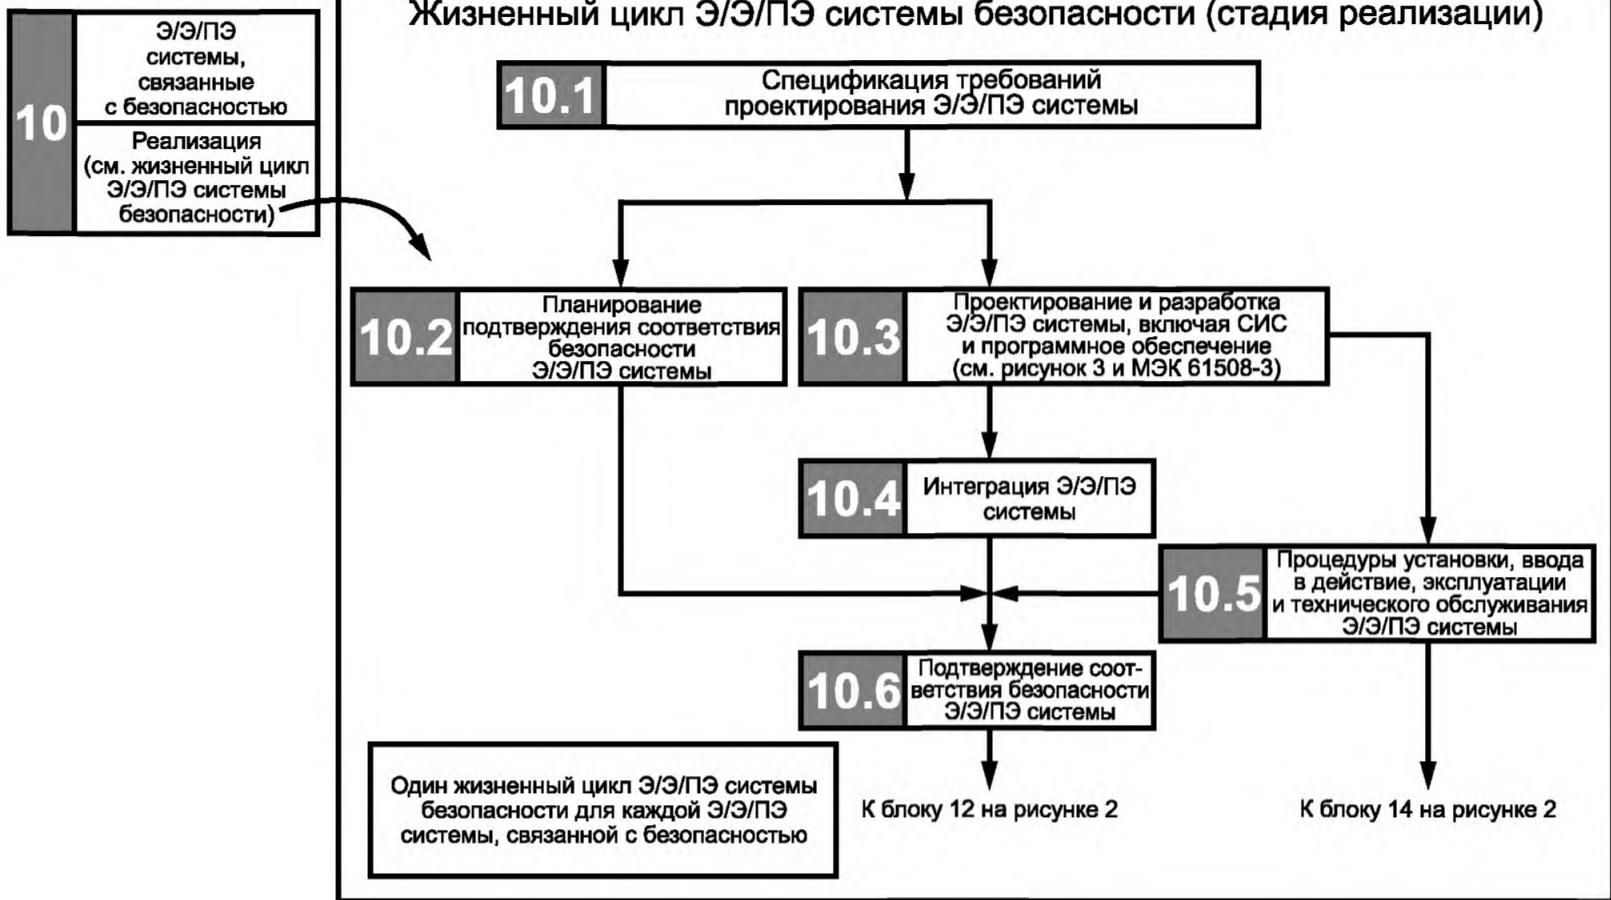 Жизненный цикл Э/Э/ПЭ системы безопасности (стадия реализации)
10
Э/Э/ПЭ
системы,
связанные
с безопасностью
Реализация
(см. жизненный цикл
Э/Э/ПЭ системы
безопасности)
10.1
Спецификация требований
проектирования Э/Э/ПЭ системы
10.2
Планирование
подтверждения соответствия
безопасности
Э/Э/ПЭ системы
10.3
Проектирование и разработка
Э/Э/ПЭ системы, включая СИС
и программное обеспечение
(см. рисунок 3 и МЭК 61508-3)
10.4
Интеграция Э/Э/ПЭ
системы
10.5
Процедуры установки, ввода
в действие, эксплуатации
и технического обслуживания
Э/Э/ПЭ системы
10.6
Подтверждение соот-
ветствия безопасности
Э/Э/ПЭ системы
Один жизненный цикл Э/Э/ПЭ системы
безопасности для каждой Э/Э/ПЭ
системы, связанной с безопасностью
К блоку 12 на рисунке 2
К блоку 14 на рисунке 2